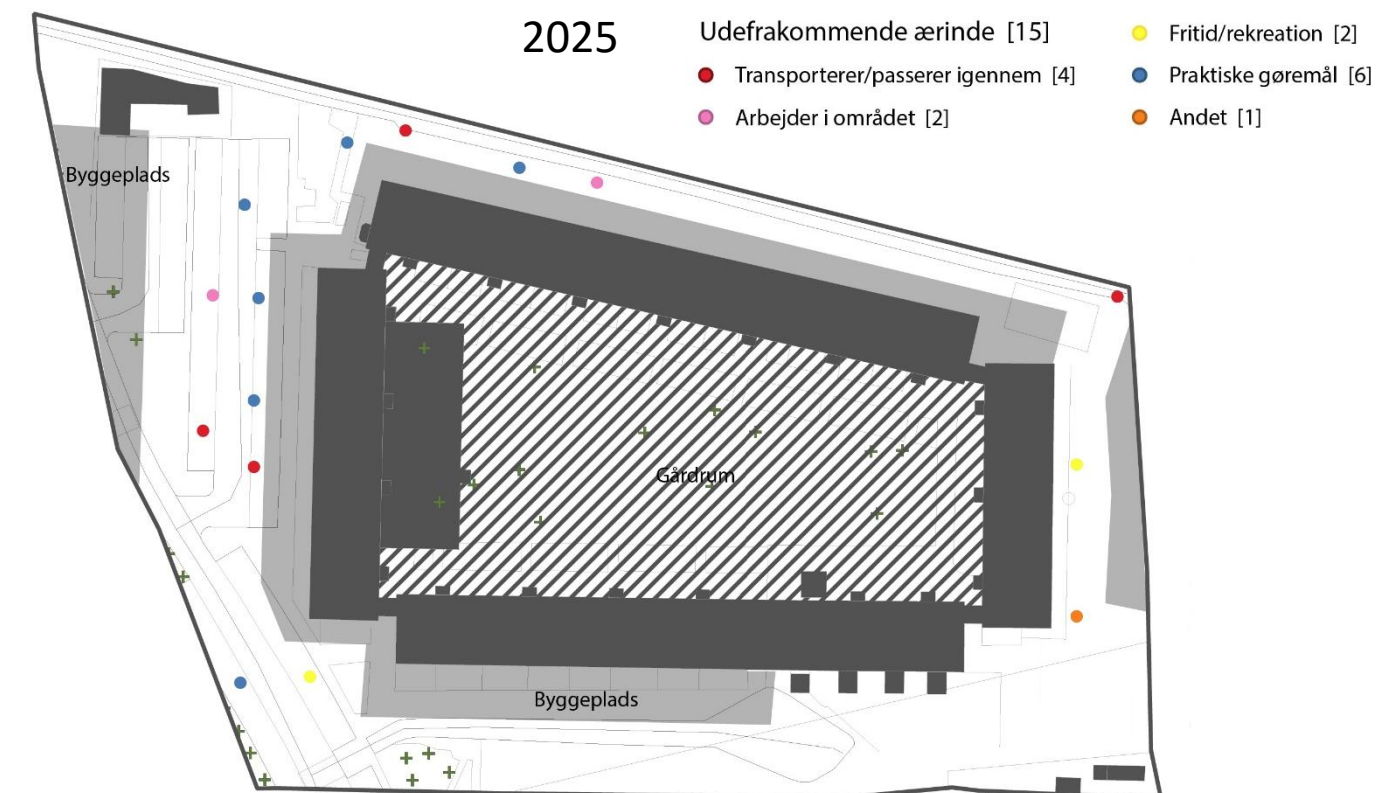 2025
Udefrakommende ærinde [15]
Transporterer/passerer igennem [4]
Arbejder i området [2]
Fritid/rekreation [2]
Praktiske gøremål [6]
Andet [1]
Byggeplads
Gårdrum
Byggeplads